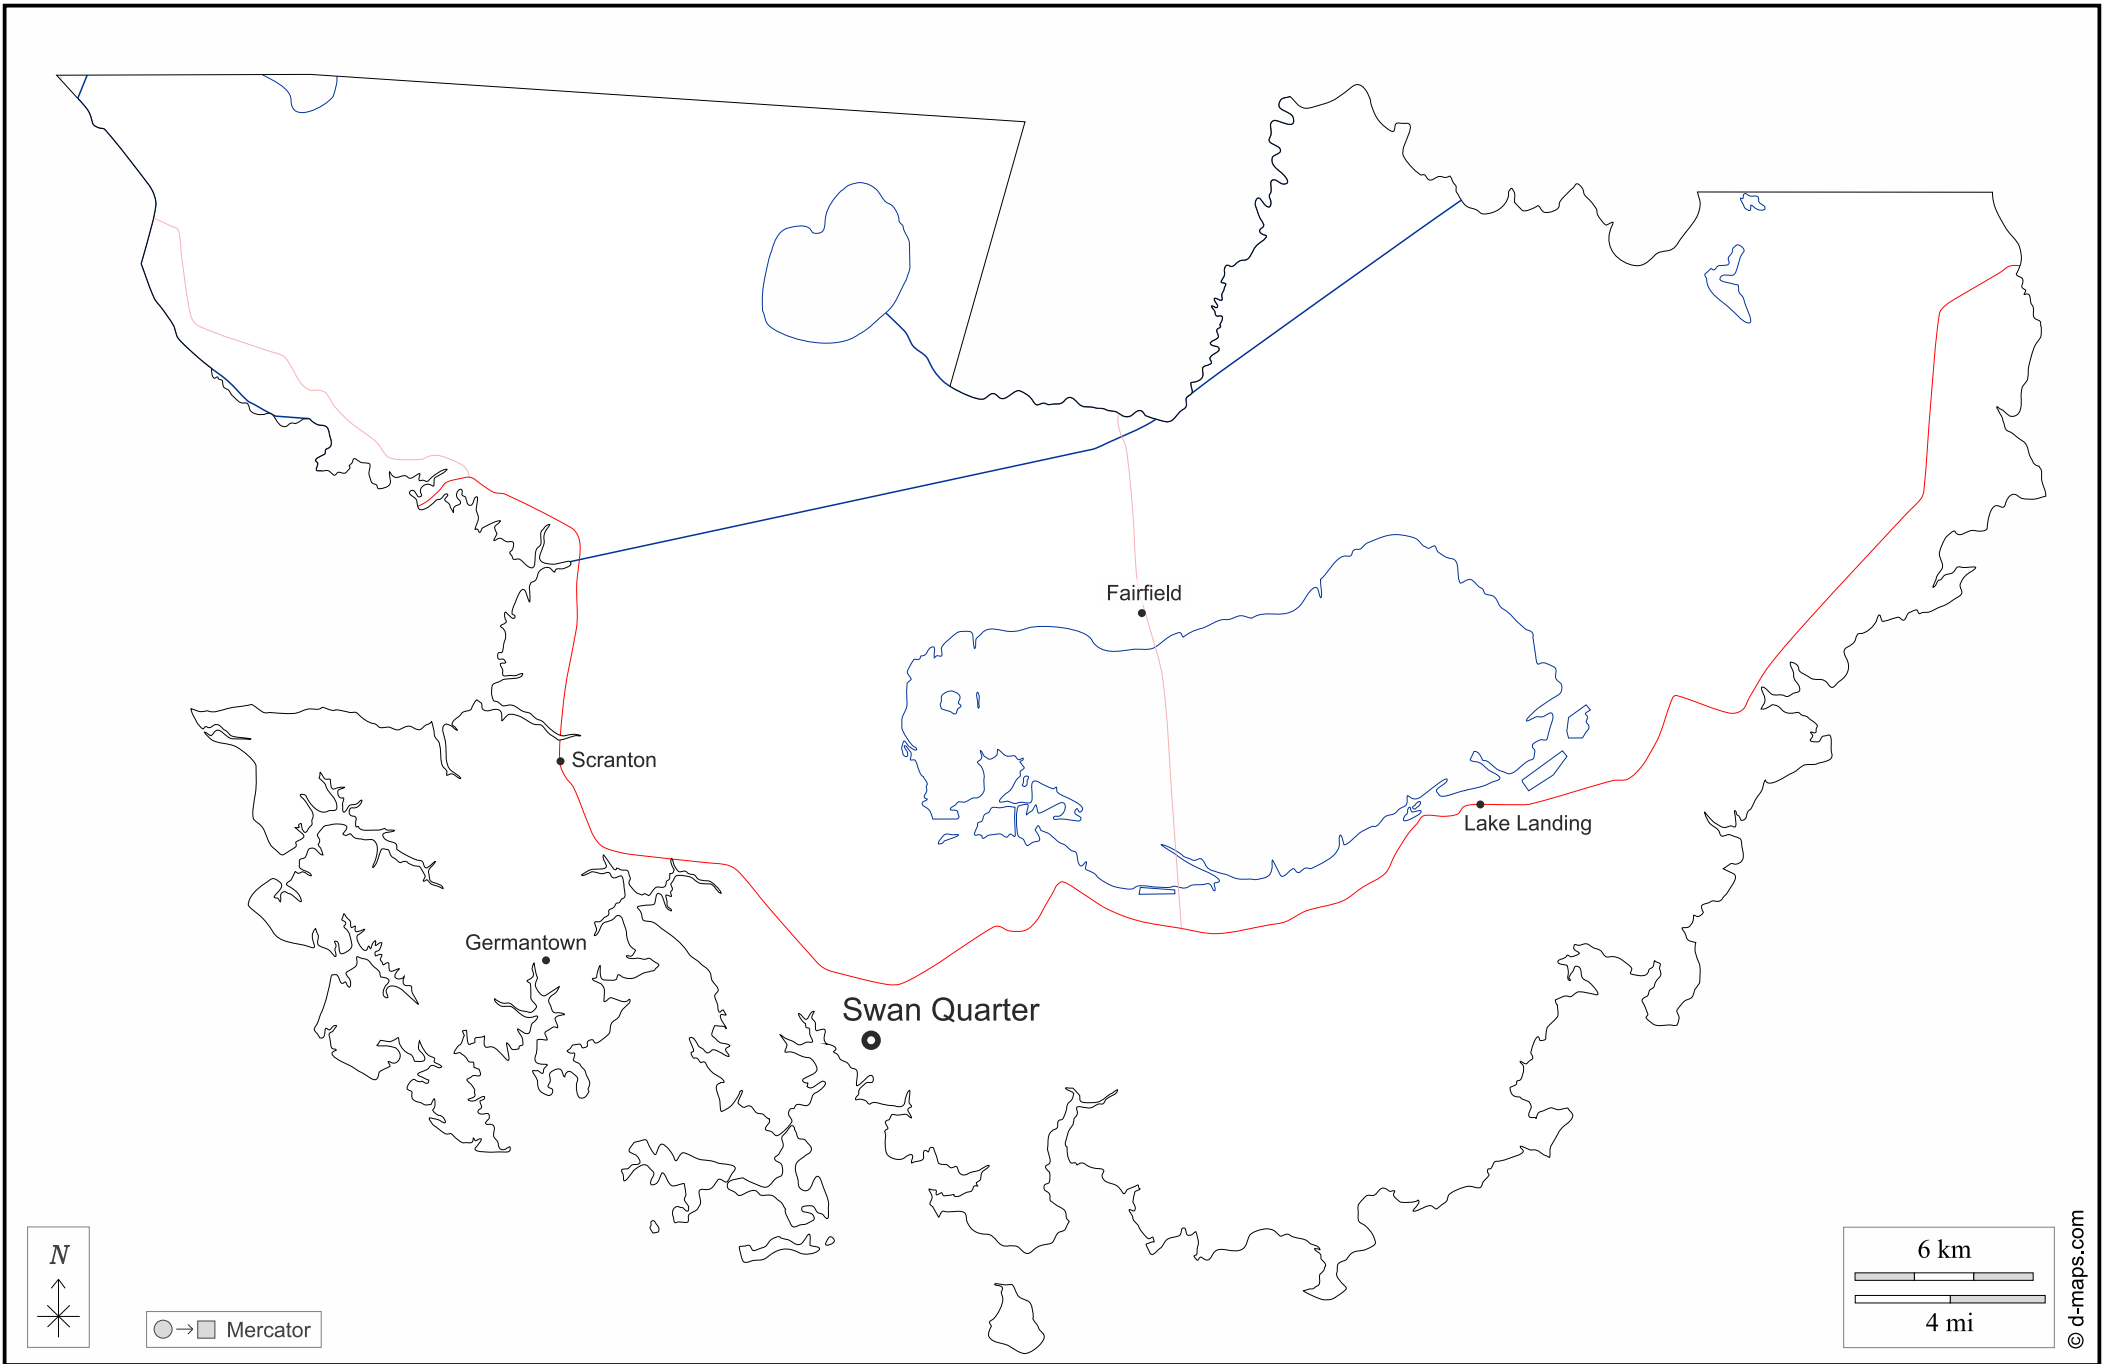 Fairfield
Scranton
Lake Landing
Germantown
Swan Quarter
N
Mercator
6 km
4 mi
© d-maps.com